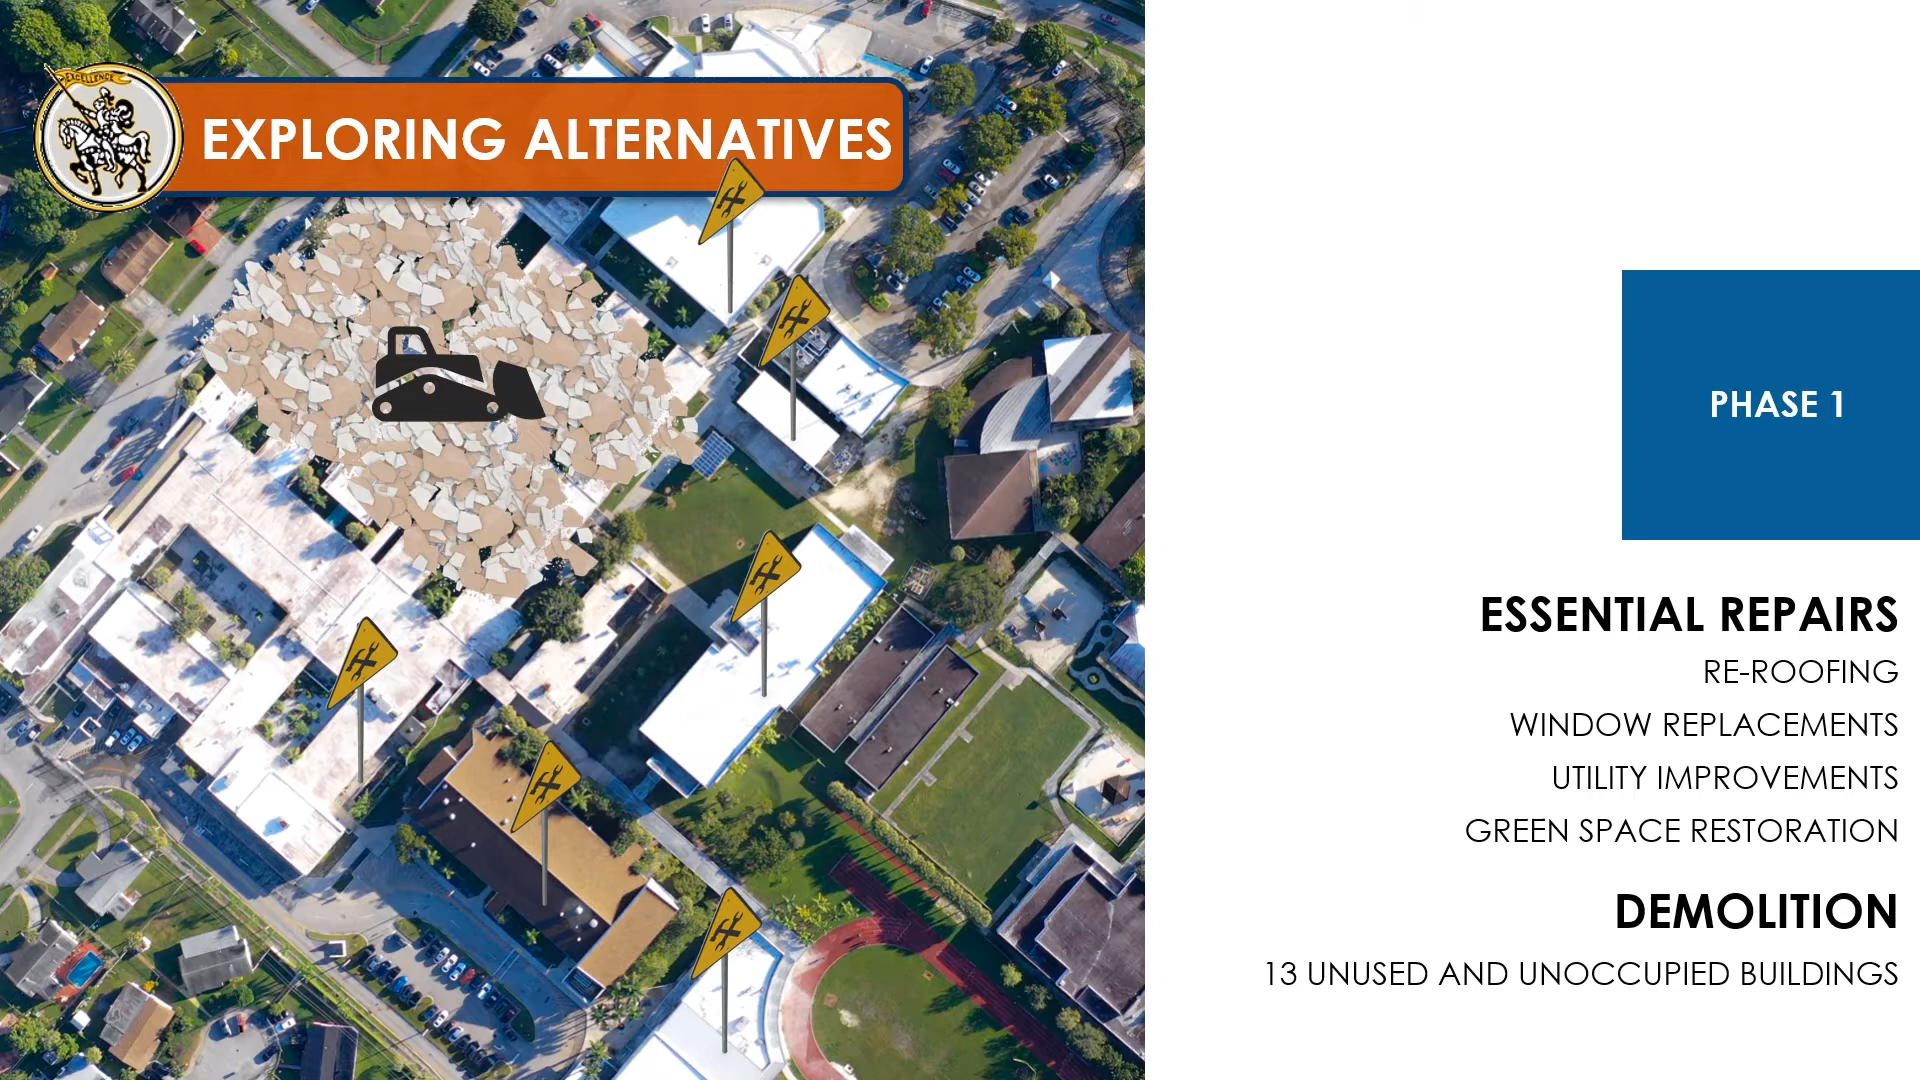 EXCELLENCE
EXPLORING ALTERNATIVES
PHASE 1
ESSENTIAL REPAIRS
RE-ROOFING
WINDOW REPLACEMENTS
UTILITY IMPROVEMENTS
GREEN SPACE RESTORATION
DEMOLITION
13 UNUSED AND UNOCCUPIED BUILDINGS